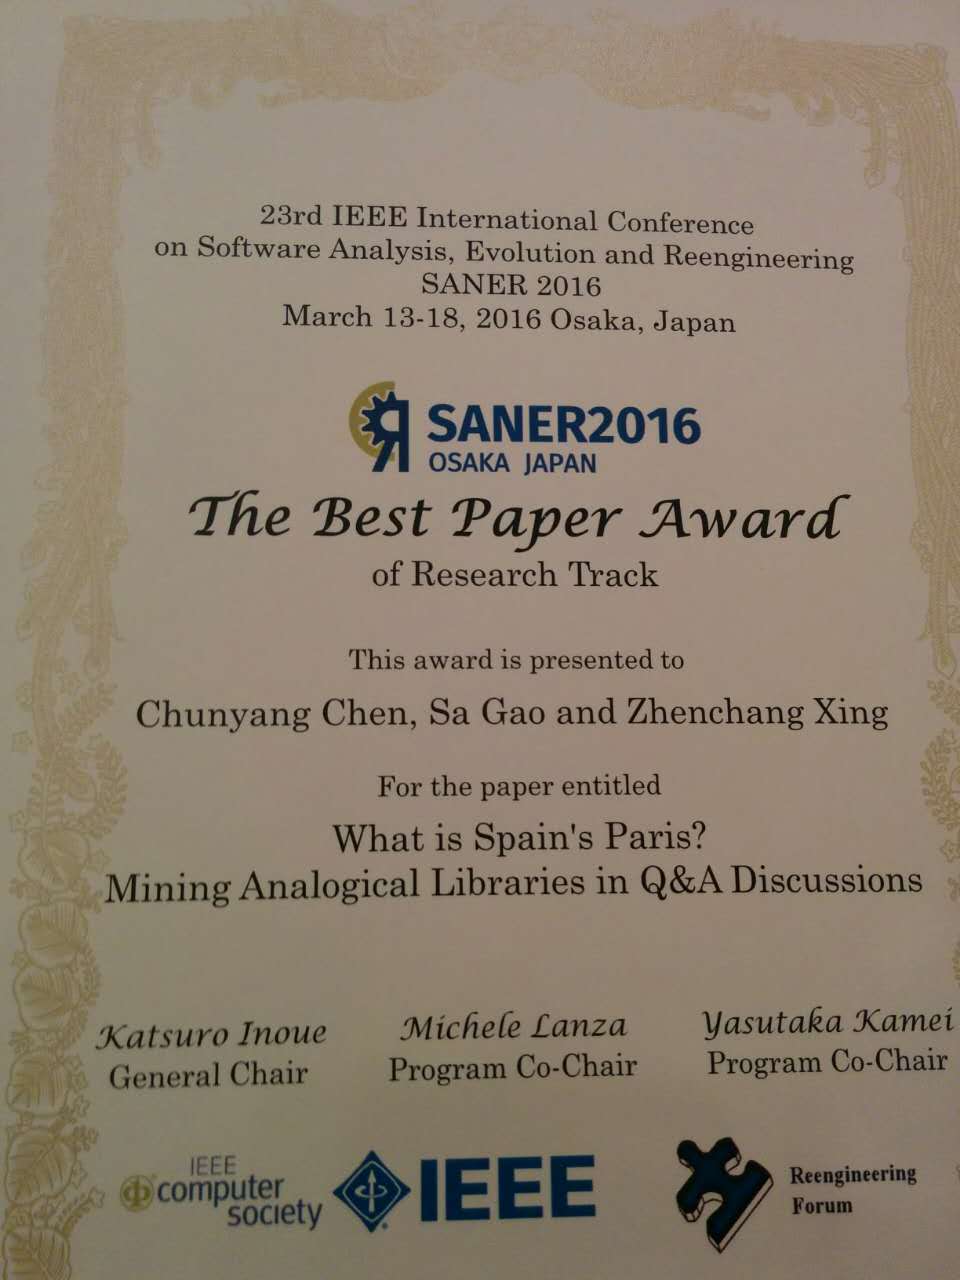 23rd IEEE International Conference
on Software Analysis, Evolution and Reengineering
SANER 2016
March 13-18, 2016 Osaka, Japan
SANER2016
OSAKA JAPAN
The Best Paper Award
of Research Track
This award is presented to
Chunyang Chen, Sa Gao and Zhenchang Xing
For the paper entitled
What is Spain's Paris?
Mining Analogical Libraries in Q&A Discussions
Katsuro Inoue
General Chair
Michele Lanza
Program Co-Chair
Yasutaka Kamei
Program Co-Chair
IEEE
computer
society
IEEE
Reengineering
Forum